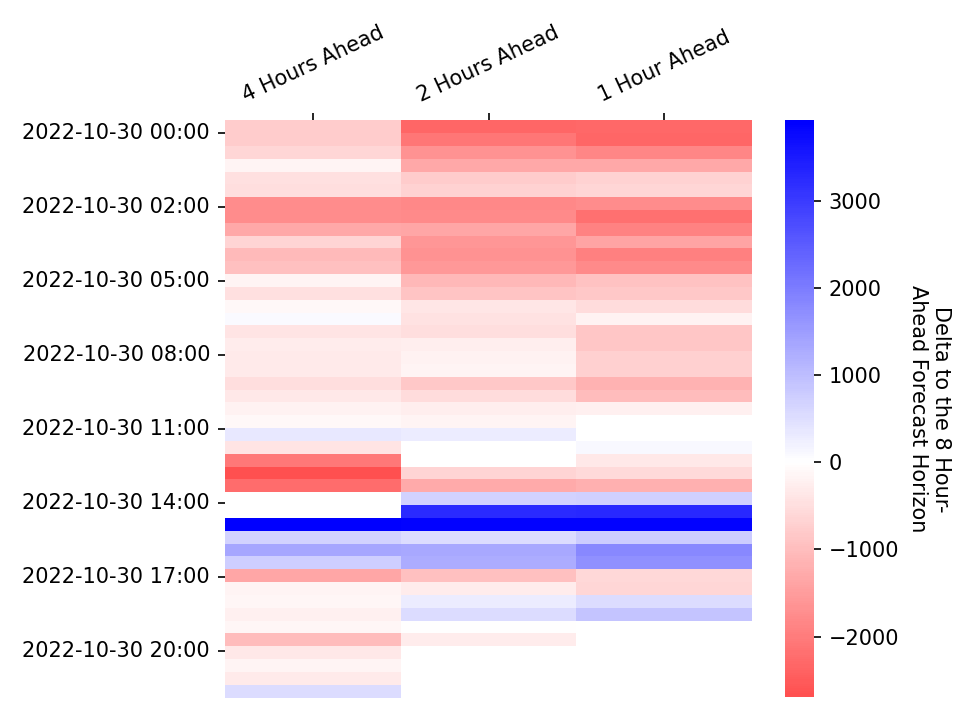 4 Hours Ahead
2 Hours Ahead
1 Hour Ahead
2022-10-30 00:00
2022-10-30 02:00
2022-10-30 05:00
2022-10-30 08:00
2022-10-30 11:00
2022-10-30 14:00
2022-10-30 17:00
2022-10-30 20:00
3000
2000
1000
0
−1000
−2000
Delta to the 8 Hour-
Ahead Forecast Horizon